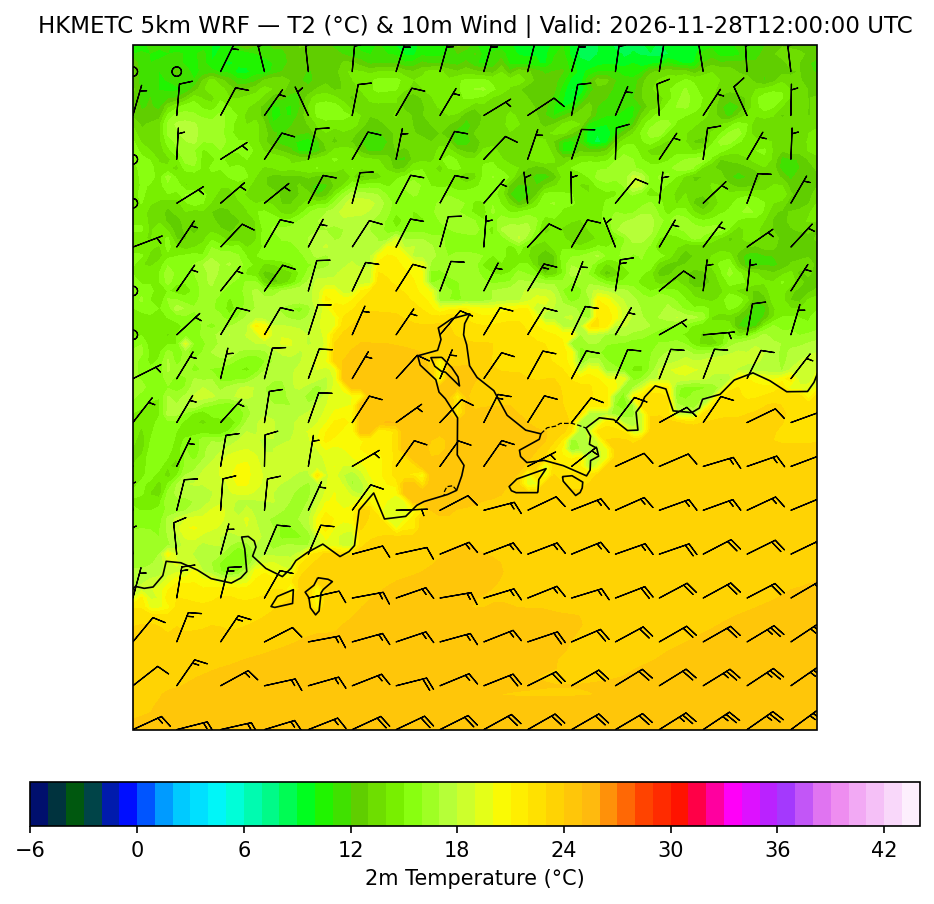 HKMETC 5km WRF — T2 (°C) & 10m Wind | Valid: 2026-11-28T12:00:00 UTC
−6 0 6 12 18 24 30 36 42
2m Temperature (°C)